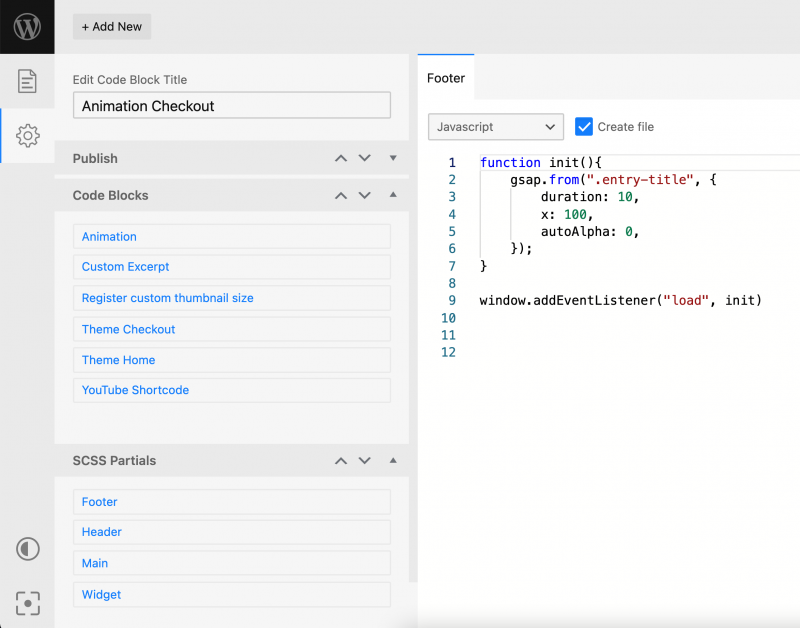 + Add New
Edit Code Block Title
Animation Checkout
Publish
Code Blocks
Animation
Custom Excerpt
Register custom thumbnail size
Theme Checkout
Theme Home
YouTube Shortcode
SCSS Partials
Footer
Header
Main
Widget
Footer
Javascript
Create file
1 function init(){
2 gsap.from(".entry-title", {
3 duration: 10,
4 x: 100,
5 autoAlpha: 0,
6 });
7 }
8
9 window.addEventListener("load", init)
10
11
12